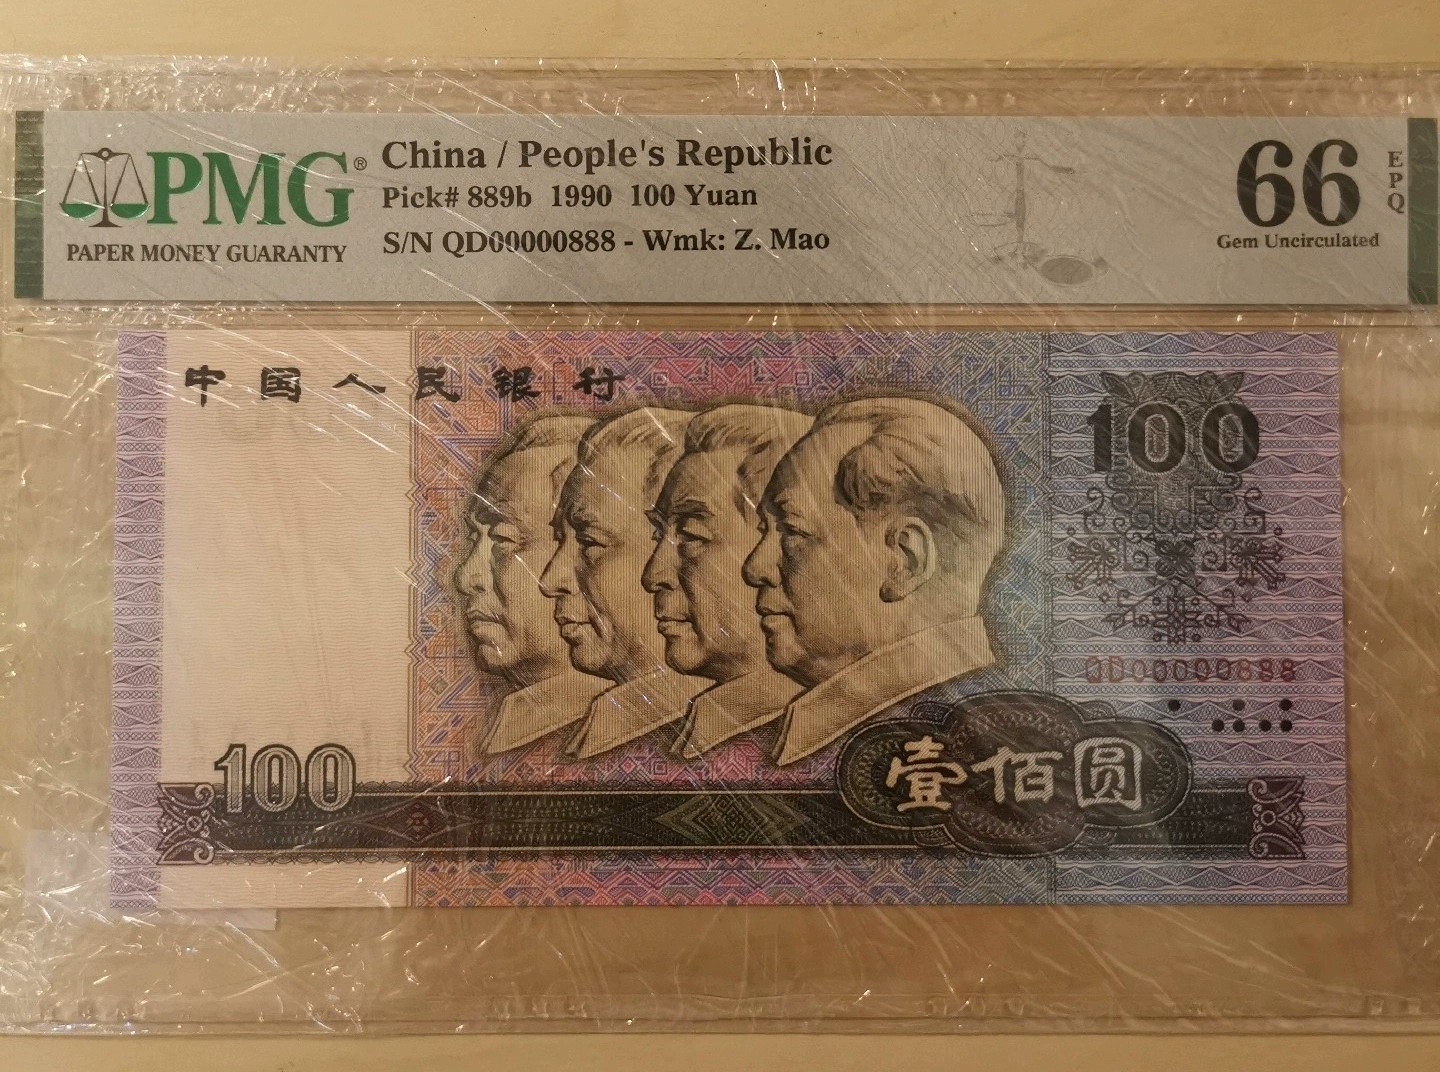 PMG®
PAPER MONEY GUARANTY
China / People's Republic
Pick# 889b 1990 100 Yuan
S/N QD00000888 - Wmk: Z. Mao
66 EPQ
Gem Uncirculated
中国人民银行
100
QD00000888
100
壹佰圆